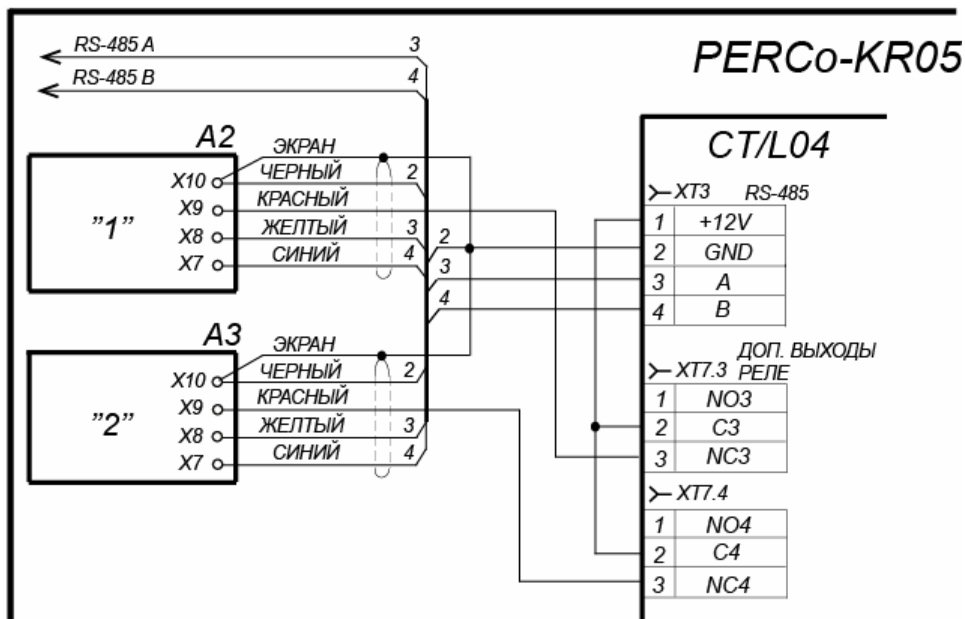 RS-485 A
3
RS-485 B
4
PERCo-KR05
A2
"1"
X10
X9
X8
X7
ЭКРАН
ЧЕРНЫЙ
2
КРАСНЫЙ
ЖЕЛТЫЙ
3
СИНИЙ
4
2
3
4
A3
"2"
X10
X9
X8
X7
ЭКРАН
ЧЕРНЫЙ
2
КРАСНЫЙ
ЖЕЛТЫЙ
3
СИНИЙ
4
CT/L04
XT3 RS-485
1 +12V
2 GND
3 A
4 B
ДОП. ВЫХОДЫ
XT7.3 РЕЛЕ
1 NO3
2 C3
3 NC3
XT7.4
1 NO4
2 C4
3 NC4